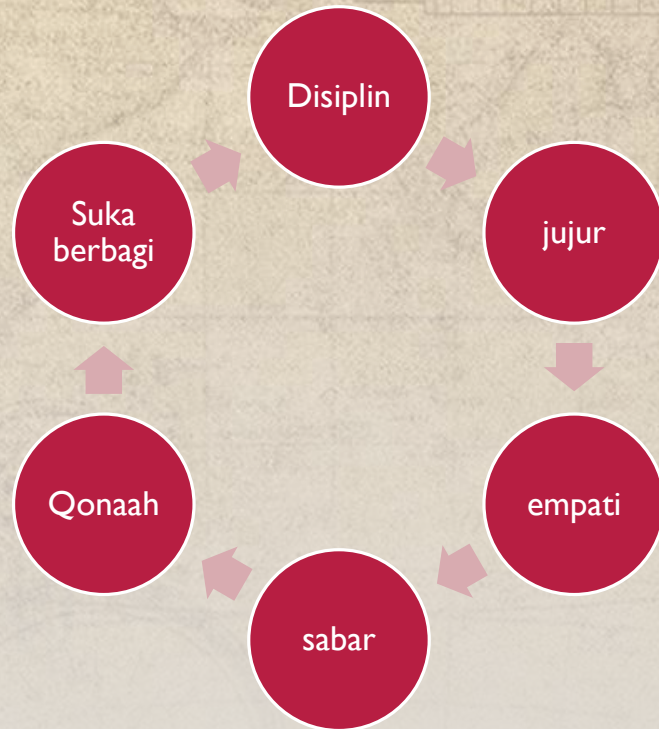 Disiplin
jujur
empati
sabar
Qonaah
Suka
berbagi